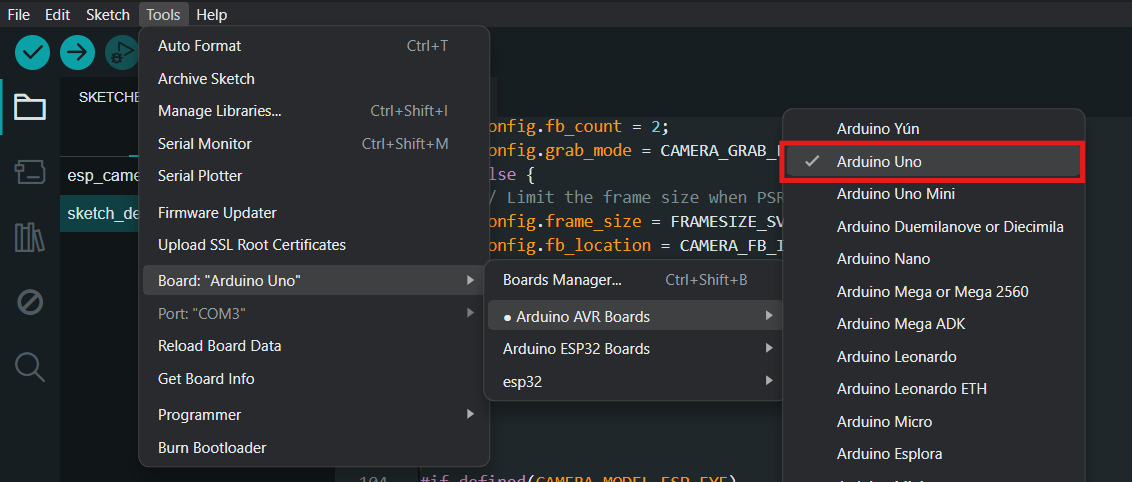 File Edit Sketch Tools Help
SKETCHE
esp_came
sketch_de
Auto Format Ctrl+T
Archive Sketch
Manage Libraries... Ctrl+Shift+I
Serial Monitor Ctrl+Shift+M
Serial Plotter
Firmware Updater
Upload SSL Root Certificates
Board: "Arduino Uno"
Port: "COM3"
Reload Board Data
Get Board Info
Programmer
Burn Bootloader
onfig.fb_count = 2;
onfig.grab_mode = CAMERA_GRAB_
lse {
/ Limit the frame size when PSR
onfig.frame_size = FRAMESIZE_SV
onfig.fb_location = CAMERA_FB_I
Boards Manager... Ctrl+Shift+B
● Arduino AVR Boards
Arduino ESP32 Boards
esp32
Arduino Yún
Arduino Uno
Arduino Uno Mini
Arduino Duemilanove or Diecimila
Arduino Nano
Arduino Mega or Mega 2560
Arduino Mega ADK
Arduino Leonardo
Arduino Leonardo ETH
Arduino Micro
Arduino Esplora
104 #if defined(CAMERA_MODEL_ESP_EYE)